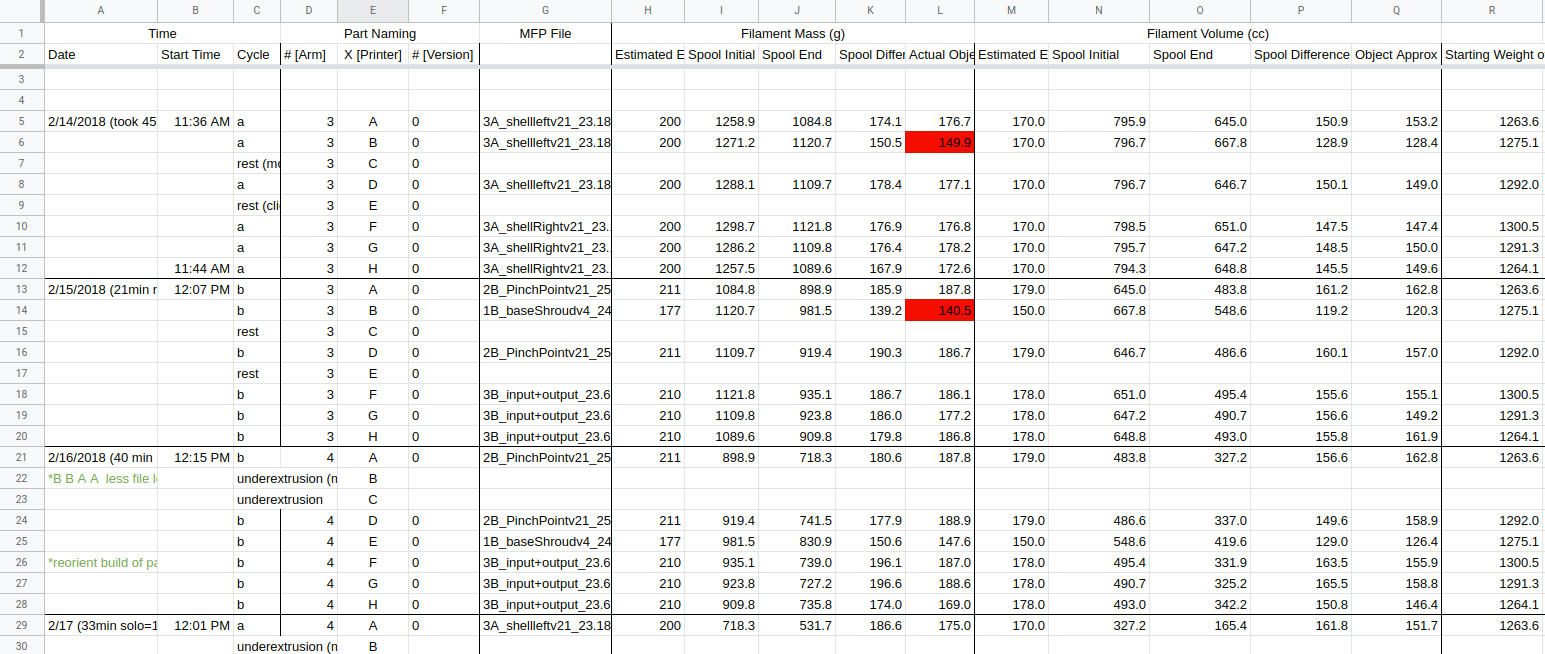 A B C D E F G H I J K L M N O P Q R
1 Time Part Naming MFP File Filament Mass (g) Filament Volume (cc)
2 Date Start Time Cycle # [Arm] X [Printer] # [Version] Estimated E Spool Initial Spool End Spool Differ Actual Obje Estimated E Spool Initial Spool End Spool Difference Object Approx Starting Weight o
3
4
5 2/14/2018 (took 45 11:36 AM a 3 A 0 3A_shellleftv21_23.18 200 1258.9 1084.8 174.1 176.7 170.0 795.9 645.0 150.9 153.2 1263.6
6 a 3 B 0 3A_shellleftv21_23.18 200 1271.2 1120.7 150.5 149.9 170.0 796.7 667.8 128.9 128.4 1275.1
7 rest (mo 3 C 0
8 a 3 D 0 3A_shellleftv21_23.18 200 1288.1 1109.7 178.4 177.1 170.0 796.7 646.7 150.1 149.0 1292.0
9 rest (cli 3 E 0
10 a 3 F 0 3A_shellRightv21_23. 200 1298.7 1121.8 176.9 176.8 170.0 798.5 651.0 147.5 147.4 1300.5
11 a 3 G 0 3A_shellRightv21_23. 200 1286.2 1109.8 176.4 178.2 170.0 795.7 647.2 148.5 150.0 1291.3
12 11:44 AM a 3 H 0 3A_shellRightv21_23. 200 1257.5 1089.6 167.9 172.6 170.0 794.3 648.8 145.5 149.6 1264.1
13 2/15/2018 (21min r 12:07 PM b 3 A 0 2B_PinchPointv21_25 211 1084.8 898.9 185.9 187.8 179.0 645.0 483.8 161.2 162.8 1263.6
14 b 3 B 0 1B_baseShroudv4_24 177 1120.7 981.5 139.2 140.5 150.0 667.8 548.6 119.2 120.3 1275.1
15 rest 3 C 0
16 b 3 D 0 2B_PinchPointv21_25 211 1109.7 919.4 190.3 186.7 179.0 646.7 486.6 160.1 157.0 1292.0
17 rest 3 E 0
18 b 3 F 0 3B_input+output_23.6 210 1121.8 935.1 186.7 186.1 178.0 651.0 495.4 155.6 155.1 1300.5
19 b 3 G 0 3B_input+output_23.6 210 1109.8 923.8 186.0 177.2 178.0 647.2 490.7 156.6 149.2 1291.3
20 b 3 H 0 3B_input+output_23.6 210 1089.6 909.8 179.8 186.8 178.0 648.8 493.0 155.8 161.9 1264.1
21 2/16/2018 (40 min 12:15 PM b 4 A 0 2B_PinchPointv21_25 211 898.9 718.3 180.6 187.8 179.0 483.8 327.2 156.6 162.8 1263.6
22 *B B A A less file l underextrusion (n B
23 underextrusion C
24 b 4 D 0 2B_PinchPointv21_25 211 919.4 741.5 177.9 188.9 179.0 486.6 337.0 149.6 158.9 1292.0
25 b 4 E 0 1B_baseShroudv4_24 177 981.5 830.9 150.6 147.6 150.0 548.6 419.6 129.0 126.4 1275.1
26 *reorient build of pa b 4 F 0 3B_input+output_23.6 210 935.1 739.0 196.1 187.0 178.0 495.4 331.9 163.5 155.9 1300.5
27 b 4 G 0 3B_input+output_23.6 210 923.8 727.2 196.6 188.6 178.0 490.7 325.2 165.5 158.8 1291.3
28 b 4 H 0 3B_input+output_23.6 210 909.8 735.8 174.0 169.0 178.0 493.0 342.2 150.8 146.4 1264.1
29 2/17 (33min solo=1 12:01 PM a 4 A 0 3A_shellleftv21_23.18 200 718.3 531.7 186.6 175.0 170.0 327.2 165.4 161.8 151.7 1263.6
30 underextrusion (n B